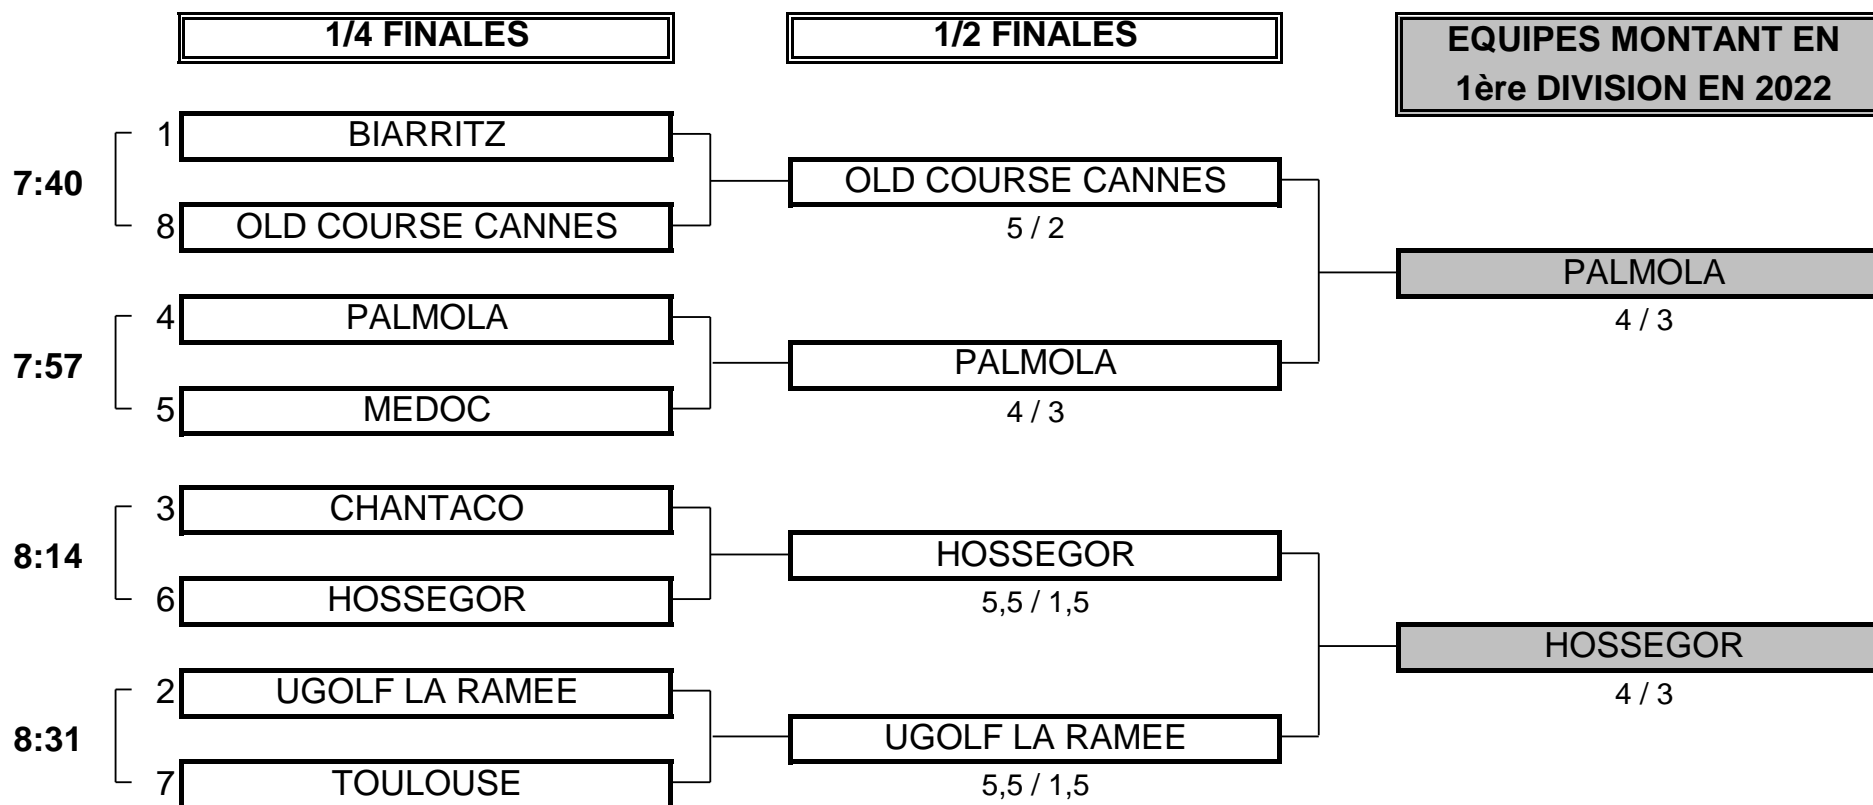 1/4 FINALES
1/2 FINALES
EQUIPES MONTANT EN
1ère DIVISION EN 2022
7:40
1 BIARRITZ
8 OLD COURSE CANNES
OLD COURSE CANNES
5 / 2
7:57
4 PALMOLA
5 MEDOC
PALMOLA
4 / 3
PALMOLA
4 / 3
8:14
3 CHANTACO
6 HOSSEGOR
HOSSEGOR
5,5 / 1,5
8:31
2 UGOLF LA RAMEE
7 TOULOUSE
UGOLF LA RAMEE
5,5 / 1,5
HOSSEGOR
4 / 3